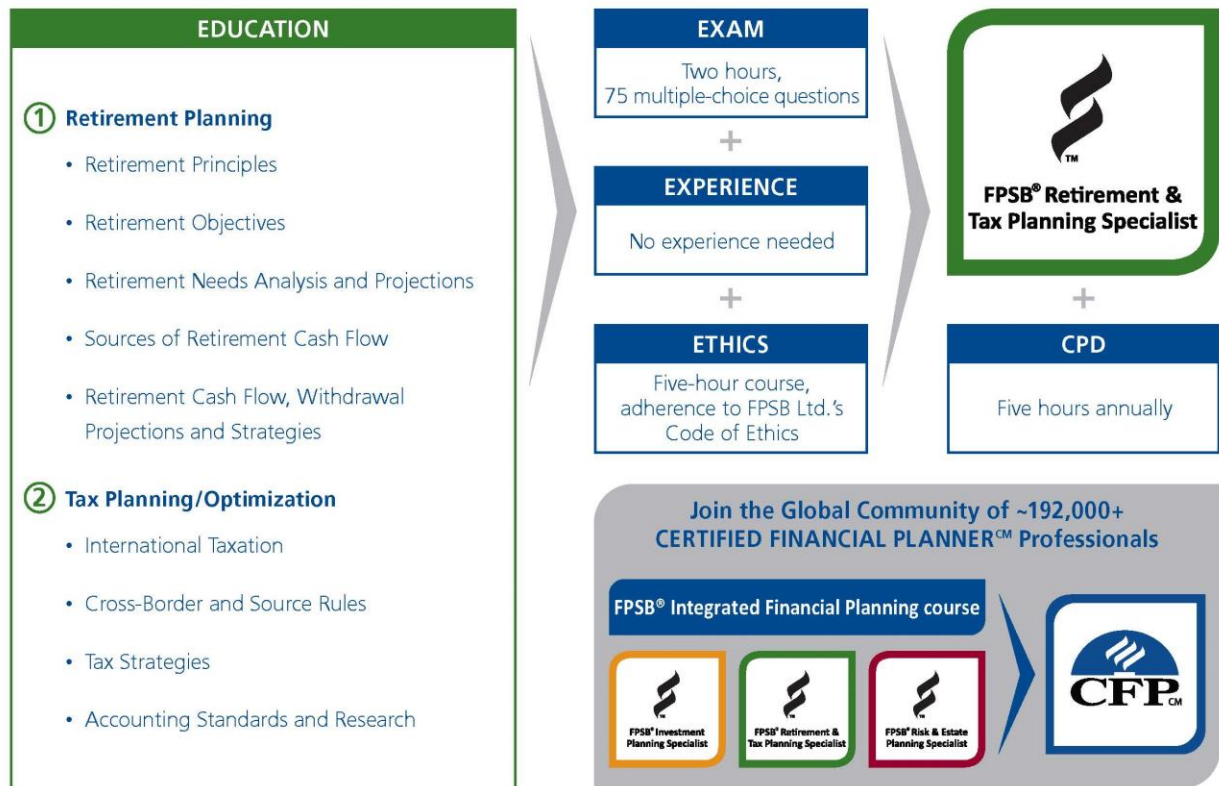 EDUCATION
① Retirement Planning
• Retirement Principles
• Retirement Objectives
• Retirement Needs Analysis and Projections
• Sources of Retirement Cash Flow
• Retirement Cash Flow, Withdrawal
Projections and Strategies
② Tax Planning/Optimization
• International Taxation
• Cross-Border and Source Rules
• Tax Strategies
• Accounting Standards and Research
EXAM
Two hours,
75 multiple-choice questions
+
EXPERIENCE
No experience needed
+
ETHICS
Five-hour course,
adherence to FPSB Ltd.'s
Code of Ethics
TM
FPSB® Retirement &
Tax Planning Specialist
+
CPD
Five hours annually
Join the Global Community of ~192,000+
CERTIFIED FINANCIAL PLANNER℠ Professionals
FPSB® Integrated Financial Planning course
TM
FPSB® Investment
Planning Specialist
TM
FPSB® Retirement &
Tax Planning Specialist
TM
FPSB® Risk & Estate
Planning Specialist
CFP CM